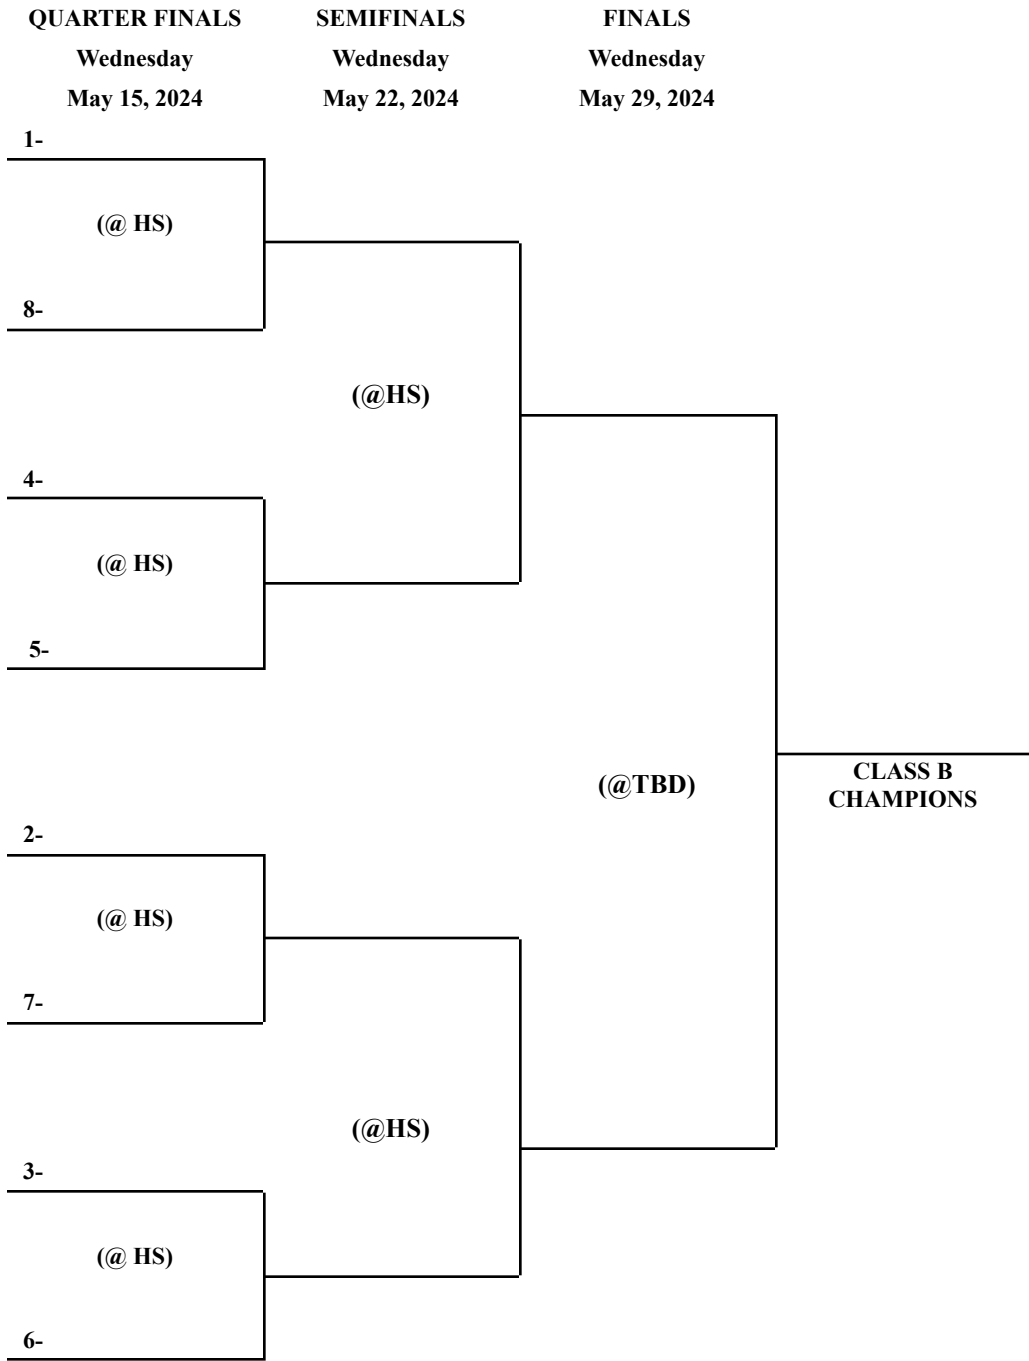 QUARTER FINALS
Wednesday
May 15, 2024
SEMIFINALS
Wednesday
May 22, 2024
FINALS
Wednesday
May 29, 2024
1-
(@ HS)
8-
(@HS)
4-
(@ HS)
5-
(@TBD)
CLASS B
CHAMPIONS
2-
(@ HS)
7-
(@HS)
3-
(@ HS)
6-